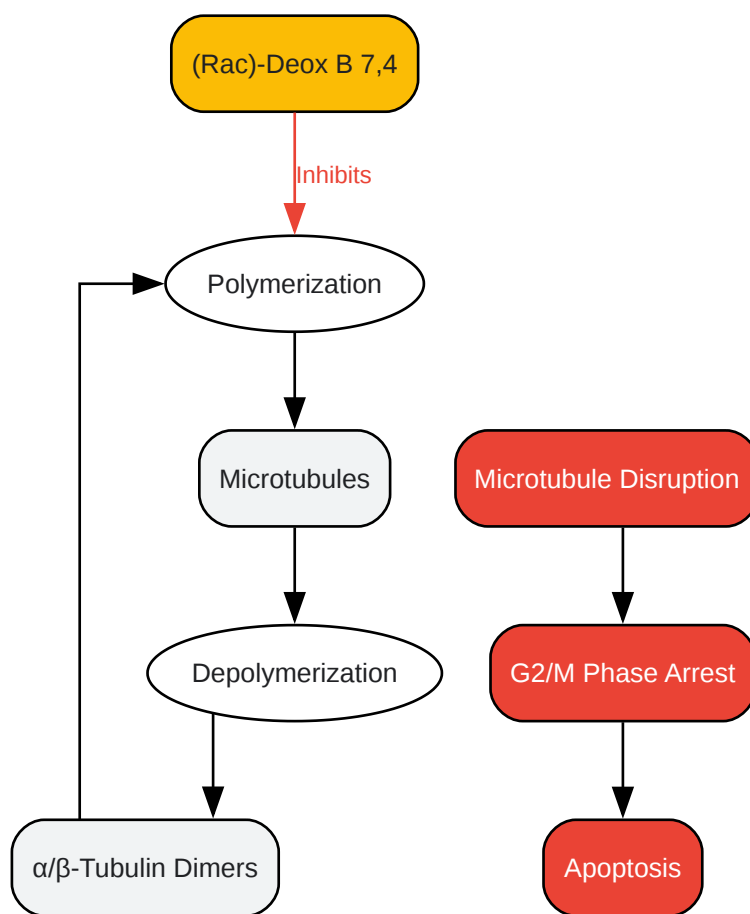 (Rac)-Deox B 7,4
Inhibits
Polymerization
Microtubules
Microtubule Disruption
Depolymerization
G2/M Phase Arrest
α/β-Tubulin Dimers
Apoptosis